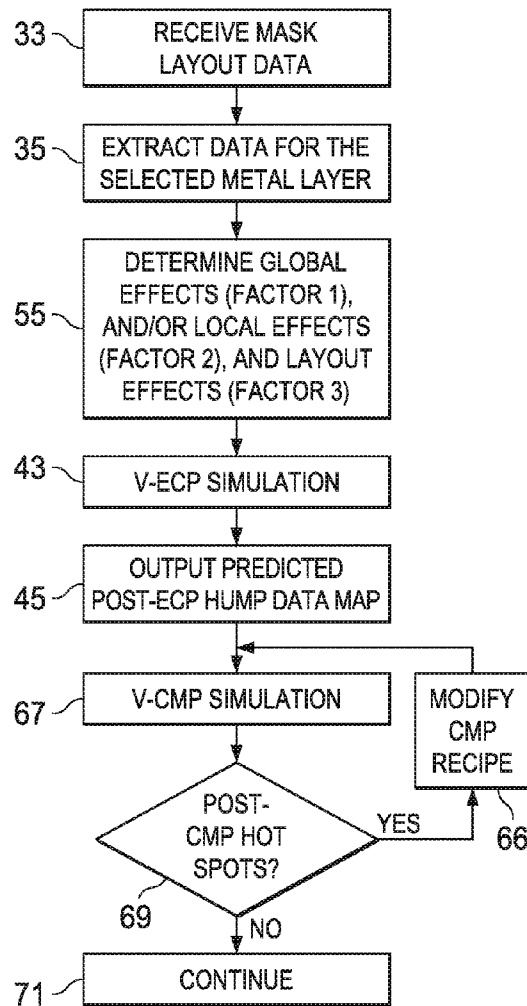 33
RECEIVE MASK
LAYOUT DATA
35
EXTRACT DATA FOR THE
SELECTED METAL LAYER
55
DETERMINE GLOBAL
EFFECTS (FACTOR 1),
AND/OR LOCAL EFFECTS
(FACTOR 2), AND LAYOUT
EFFECTS (FACTOR 3)
43
V-ECP SIMULATION
45
OUTPUT PREDICTED
POST-ECP HUMP DATA MAP
67
V-CMP SIMULATION
MODIFY
CMP
RECIPE
66
POST-
CMP HOT
SPOTS?
YES
69
NO
71
CONTINUE